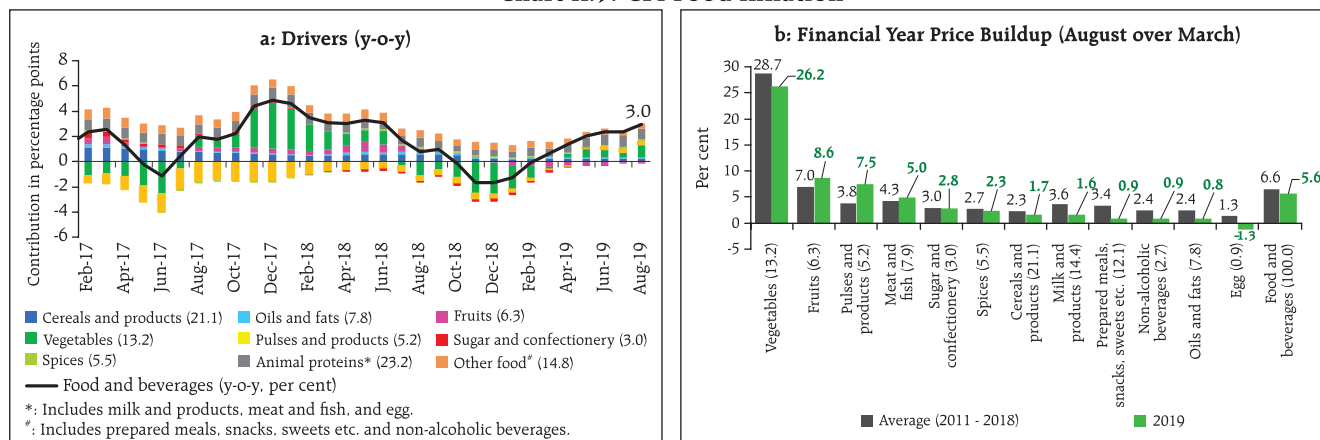 a: Drivers (y-o-y)
Contribution in percentage points
8
6
4
2
0
-2
-4
-6
3.0
Feb-17
Apr-17
Jun-17
Aug-17
Oct-17
Dec-17
Feb-18
Apr-18
Jun-18
Aug-18
Oct-18
Dec-18
Feb-19
Apr-19
Jun-19
Aug-19
Cereals and products (21.1)
Oils and fats (7.8)
Fruits (6.3)
Vegetables (13.2)
Pulses and products (5.2)
Sugar and confectionery (3.0)
Spices (5.5)
Animal proteins* (23.2)
Other food# (14.8)
Food and beverages (y-o-y, per cent)
*: Includes milk and products, meat and fish, and egg.
#: Includes prepared meals, snacks, sweets etc. and non-alcoholic beverages.
b: Financial Year Price Buildup (August over March)
Per cent
30
25
20
15
10
5
0
-5
28.7
26.2
7.0
8.6
3.8
7.5
4.3
5.0
3.0
2.8
2.7
2.3
2.3
1.7
3.6
1.6
3.4
0.9
2.4
0.9
2.4
0.8
1.3
-1.3
6.6
5.6
Vegetables (13.2)
Fruits (6.3)
Pulses and
products (5.2)
Meat and
fish (7.9)
Sugar and
confectionery (3.0)
Spices (5.5)
Cereals and
products (21.1)
Milk and
products (14.4)
Prepared meals,
snacks, sweets etc. (12.1)
Non-alcoholic
beverages (2.7)
Oils and fats (7.8)
Egg (0.9)
Food and
beverages (100.0)
Average (2011 - 2018)
2019